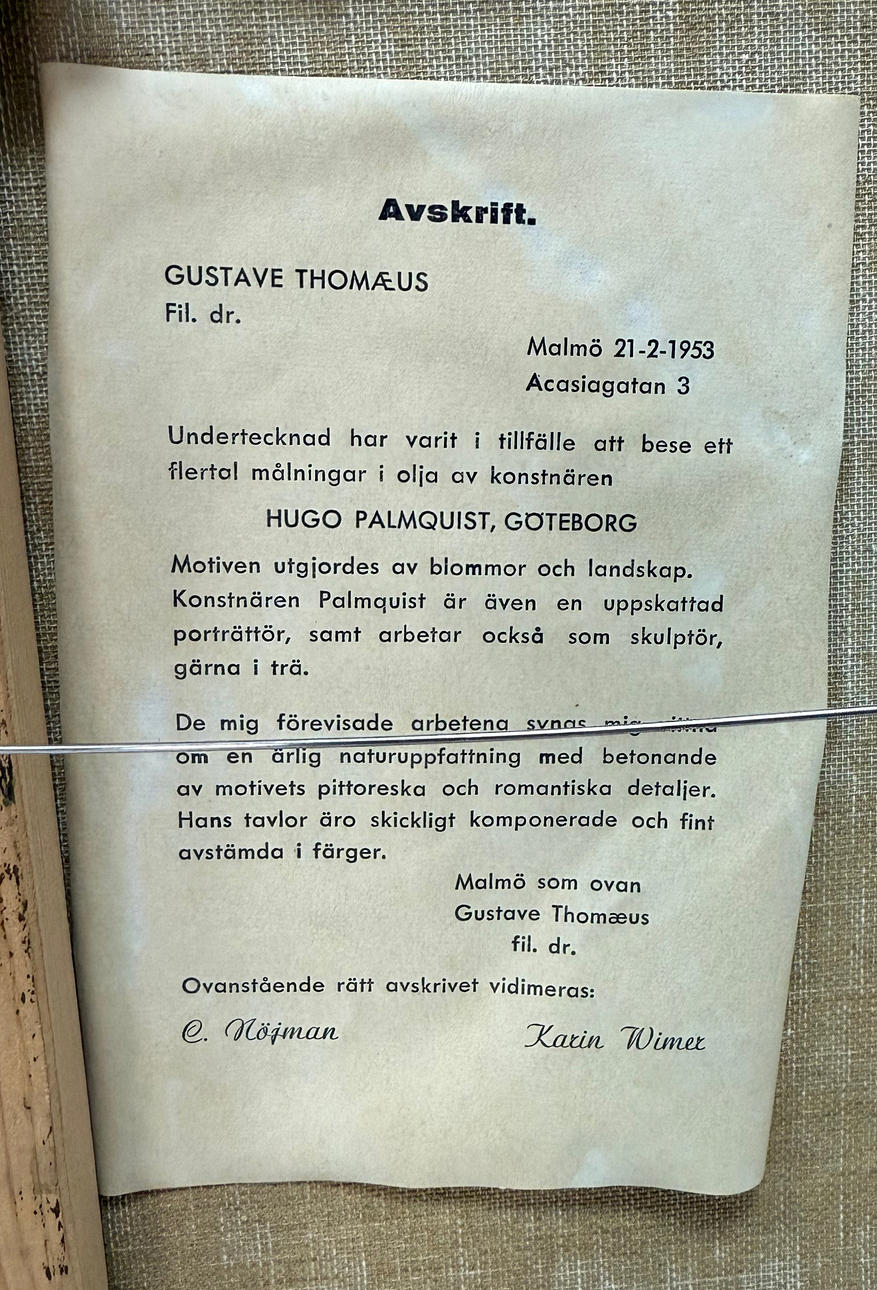 Avskrift.
GUSTAVE THOMÆUS
Fil. dr.
Malmö 21-2-1953
Acasiagatan 3
Undertecknad har varit i tillfälle att bese ett
flertal målningar i olja av konstnären
HUGO PALMQUIST, GÖTEBORG
Motiven utgjordes av blommor och landskap.
Konstnären Palmquist är även en uppskattad
porträttör, samt arbetar också som skulptör,
gärna i trä.
De mig förevisade arbetena synas mig
om en ärlig naturuppfattning med betonande
av motivets pittoreska och romantiska detaljer.
Hans tavlor äro skickligt komponerade och fint
avstämda i färger.
Malmö som ovan
Gustave Thomæus
fil. dr.
Ovanstående rätt avskrivet vidimeras:
C. Nöjman
Karin Wimer